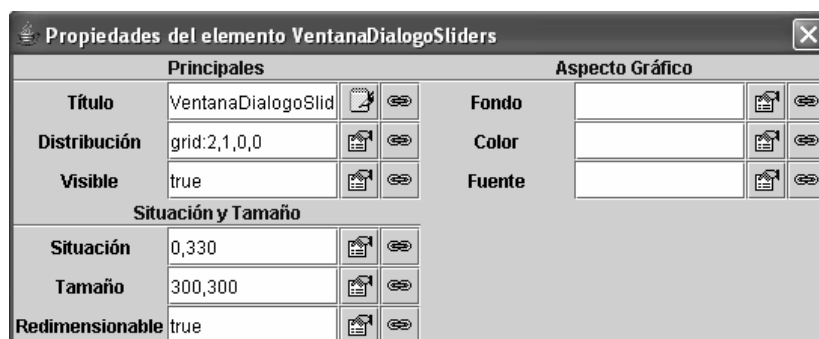 Propiedades del elemento VentanaDialogoSliders
Principales
Título VentanaDialogoSlid
Distribución grid:2,1,0,0
Visible true
Situación y Tamaño
Situación 0,330
Tamaño 300,300
Redimensionable true
Aspecto Gráfico
Fondo
Color
Fuente